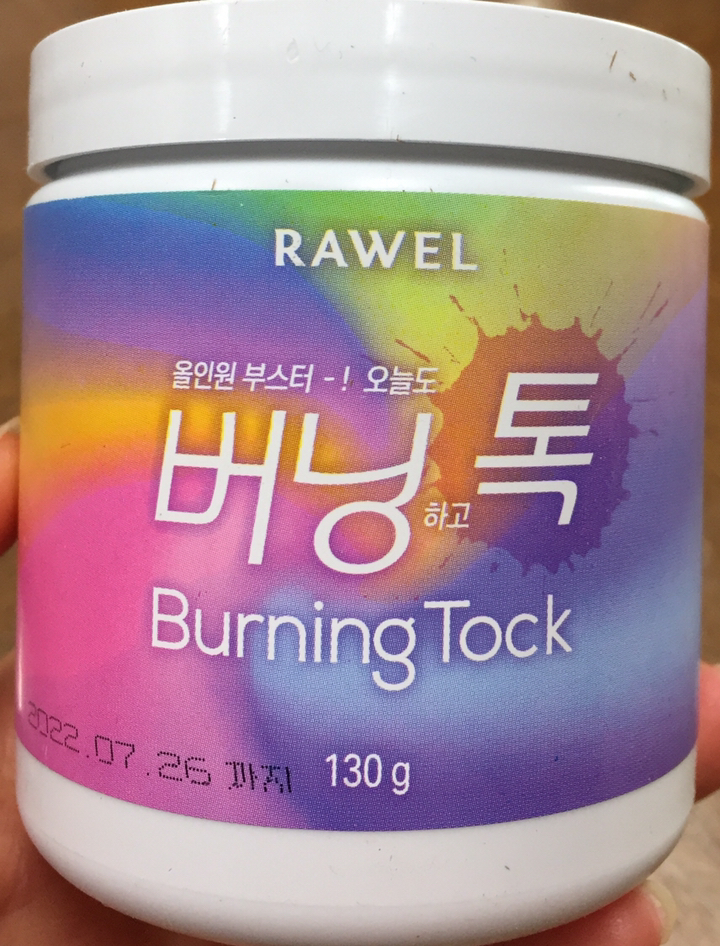 RAWEL
올인원 부스터 -! 오늘도
버닝 하고 톡
Burning Tock
2022.07.26 까지
130 g